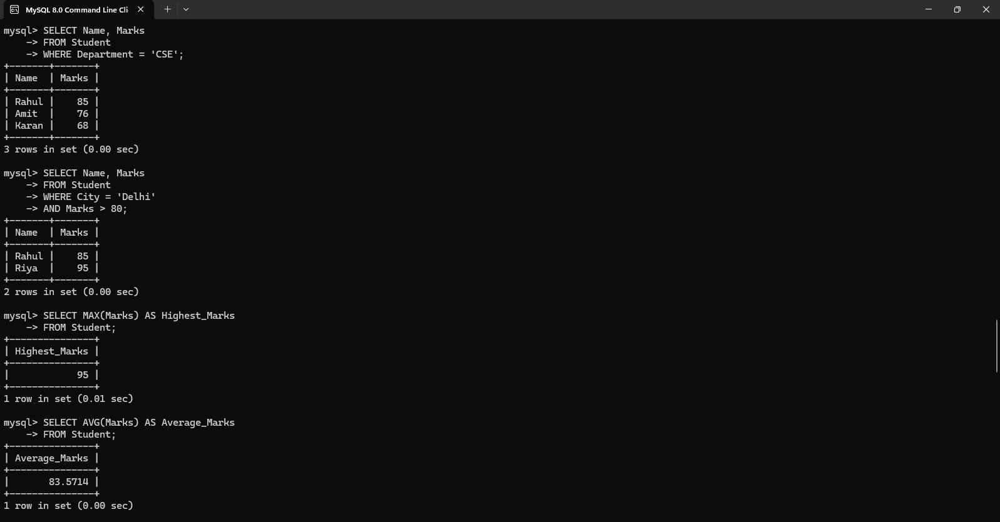 MySQL 8.0 Command Line Cli
mysql> SELECT Name, Marks
    -> FROM Student
    -> WHERE Department = 'CSE';
+-------+-------+
| Name  | Marks |
+-------+-------+
| Rahul |    85 |
| Amit  |    76 |
| Karan |    68 |
+-------+-------+
3 rows in set (0.00 sec)

mysql> SELECT Name, Marks
    -> FROM Student
    -> WHERE City = 'Delhi'
    -> AND Marks > 80;
+-------+-------+
| Name  | Marks |
+-------+-------+
| Rahul |    85 |
| Riya  |    95 |
+-------+-------+
2 rows in set (0.00 sec)

mysql> SELECT MAX(Marks) AS Highest_Marks
    -> FROM Student;
+---------------+
| Highest_Marks |
+---------------+
|            95 |
+---------------+
1 row in set (0.01 sec)

mysql> SELECT AVG(Marks) AS Average_Marks
    -> FROM Student;
+---------------+
| Average_Marks |
+---------------+
|       83.5714 |
+---------------+
1 row in set (0.00 sec)